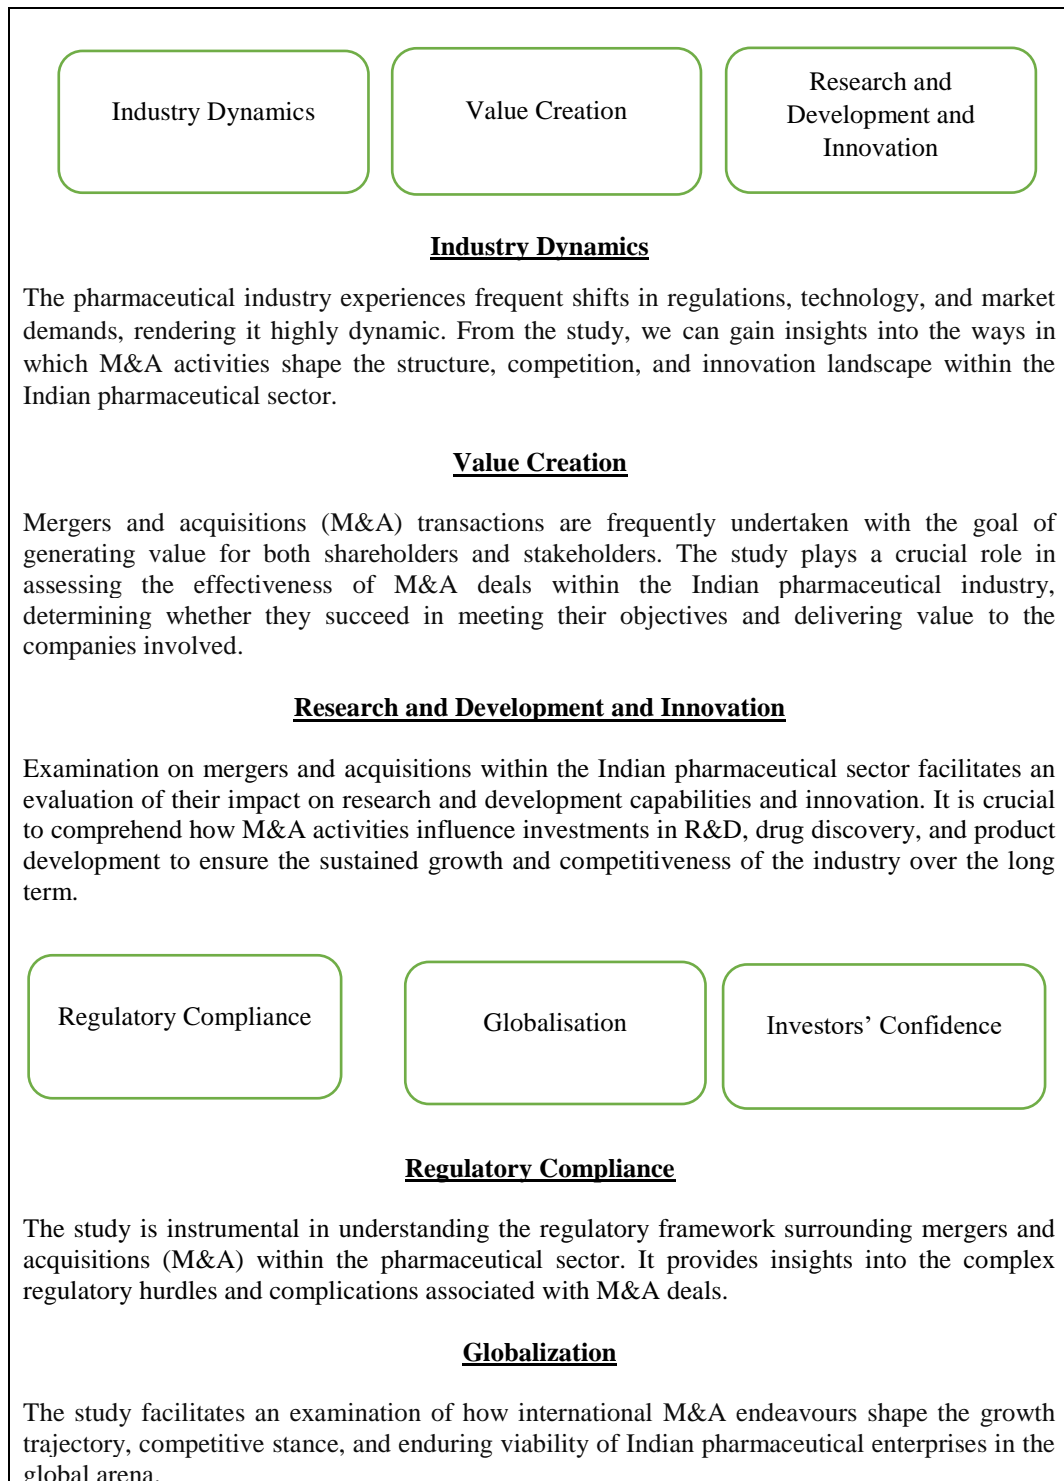 Industry Dynamics
Value Creation
Research and
Development and
Innovation
Industry Dynamics
The pharmaceutical industry experiences frequent shifts in regulations, technology, and market
demands, rendering it highly dynamic. From the study, we can gain insights into the ways in
which M&A activities shape the structure, competition, and innovation landscape within the
Indian pharmaceutical sector.
Value Creation
Mergers and acquisitions (M&A) transactions are frequently undertaken with the goal of
generating value for both shareholders and stakeholders. The study plays a crucial role in
assessing the effectiveness of M&A deals within the Indian pharmaceutical industry,
determining whether they succeed in meeting their objectives and delivering value to the
companies involved.
Research and Development and Innovation
Examination on mergers and acquisitions within the Indian pharmaceutical sector facilitates an
evaluation of their impact on research and development capabilities and innovation. It is crucial
to comprehend how M&A activities influence investments in R&D, drug discovery, and product
development to ensure the sustained growth and competitiveness of the industry over the long
term.
Regulatory Compliance
Globalisation
Investors’ Confidence
Regulatory Compliance
The study is instrumental in understanding the regulatory framework surrounding mergers and
acquisitions (M&A) within the pharmaceutical sector. It provides insights into the complex
regulatory hurdles and complications associated with M&A deals.
Globalization
The study facilitates an examination of how international M&A endeavours shape the growth
trajectory, competitive stance, and enduring viability of Indian pharmaceutical enterprises in the
global arena.